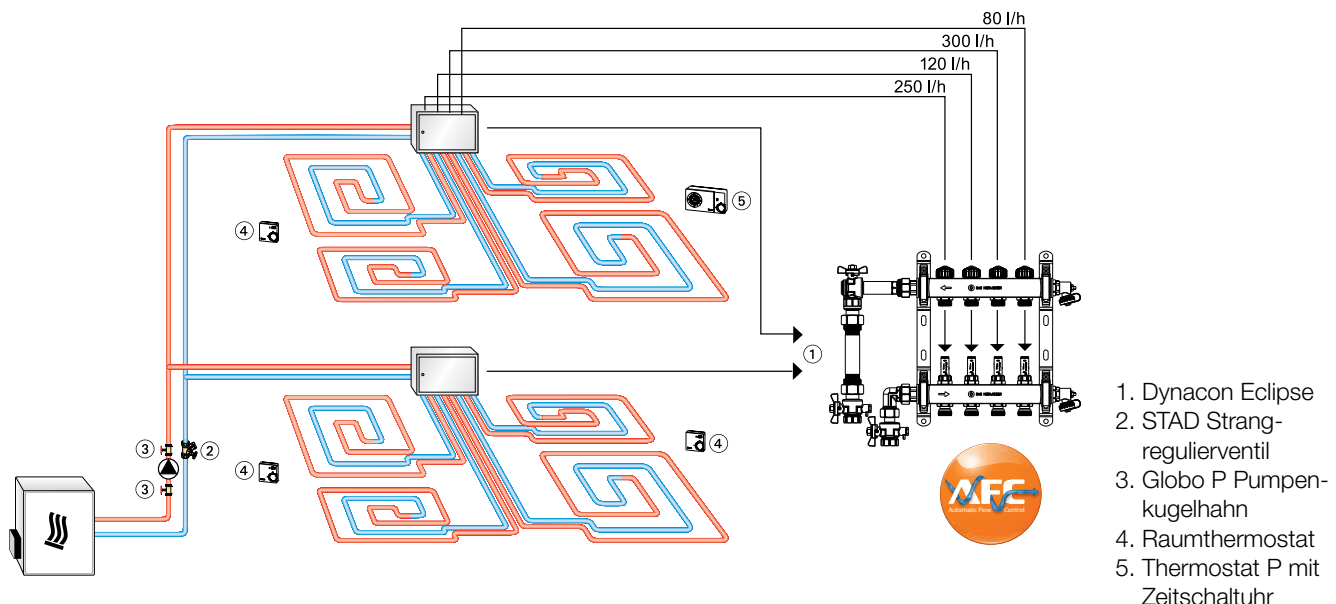 80 l/h
300 l/h
120 l/h
250 l/h
5
4
1
4
4
3
2
3
AFC
Automatic Flow Control
1. Dynacon Eclipse
2. STAD Strang-
regulierventil
3. Globo P Pumpen-
kugelhahn
4. Raumthermostat
5. Thermostat P mit
Zeitschaltuhr